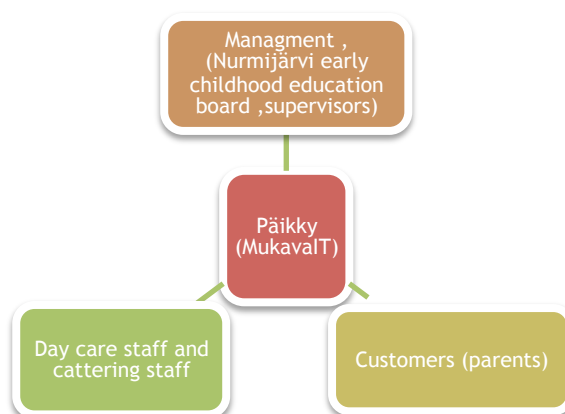 Managment ,
(Nurmijärvi early
childhood education
board ,supervisors)
Päikky
(MukavaIT)
Day care staff and
cattering staff
Customers (parents)